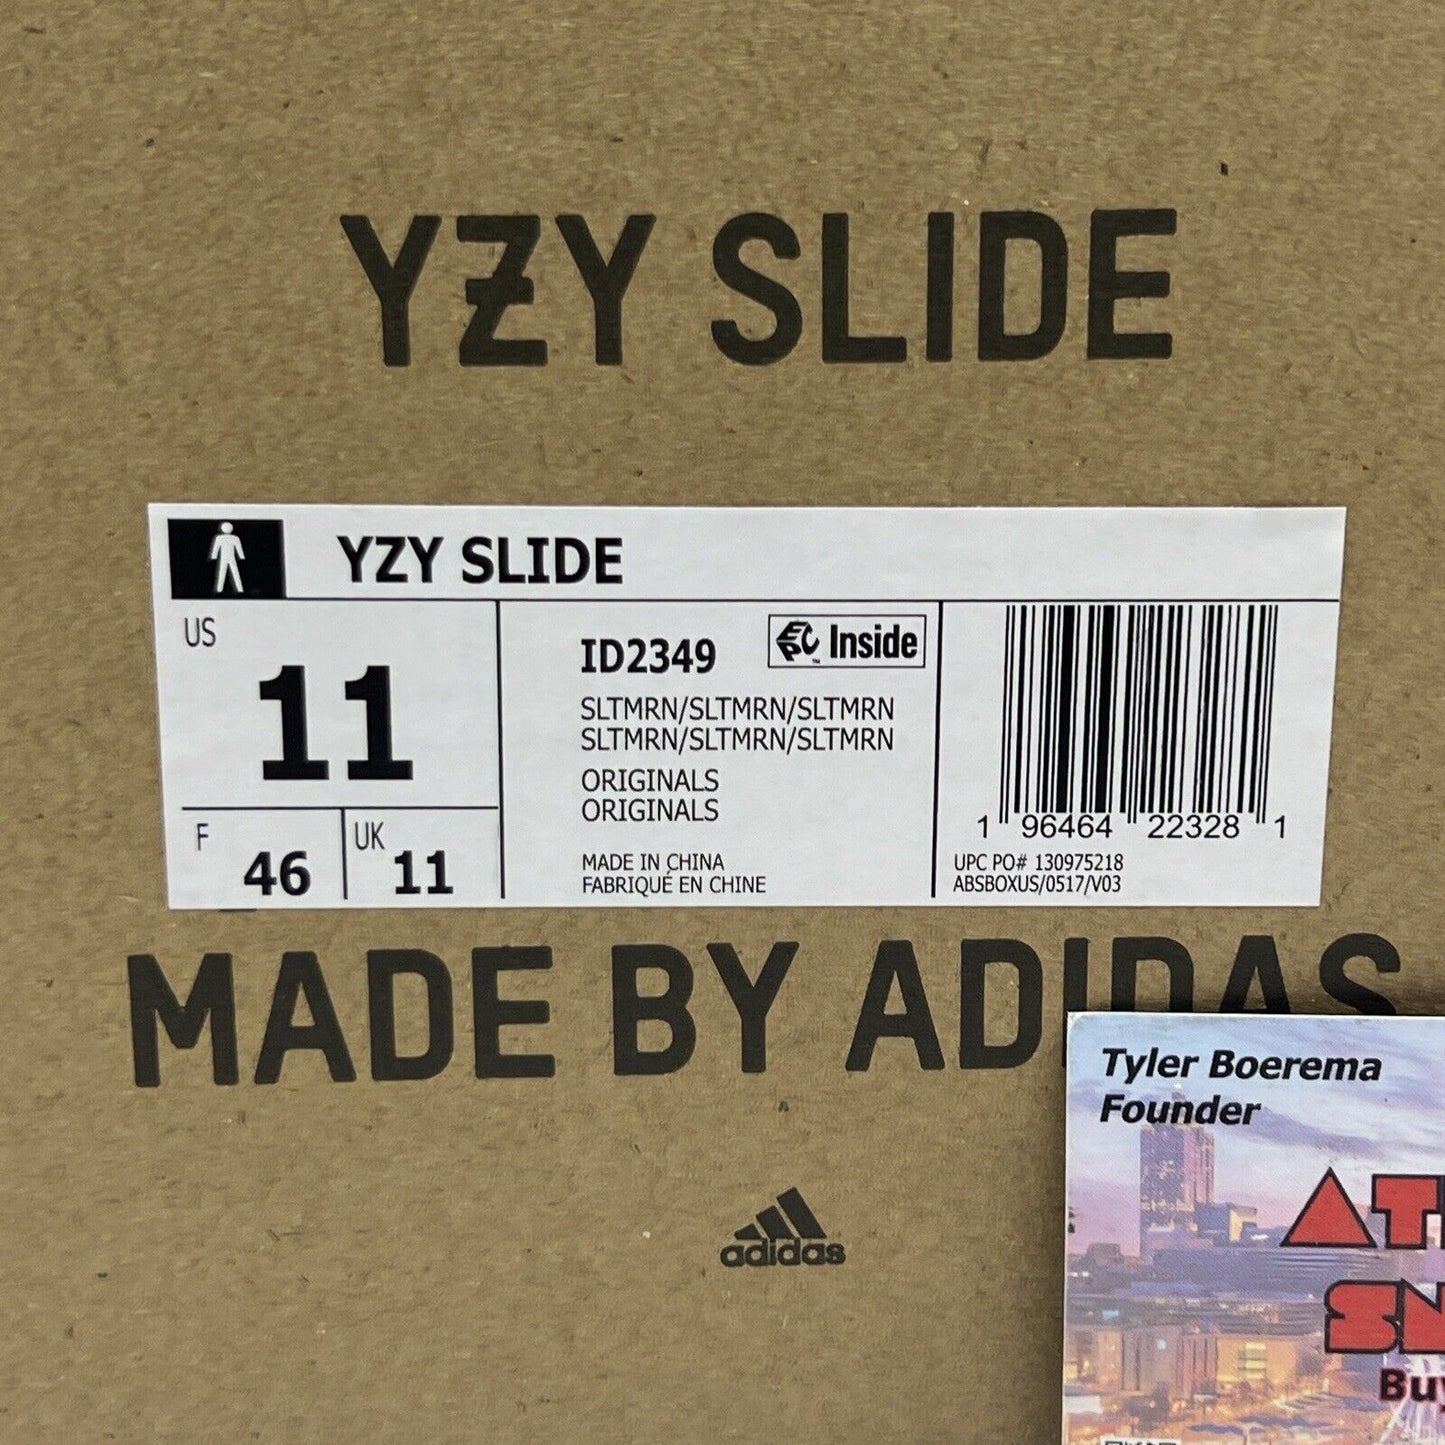 YZY SLIDE
YZY SLIDE
US
11
F
46
UK
11
ID2349
EPC Inside
™
SLTMRN/SLTMRN/SLTMRN
SLTMRN/SLTMRN/SLTMRN
ORIGINALS
ORIGINALS
MADE IN CHINA
FABRIQUÉ EN CHINE
1 96464 22328 1
UPC PO# 130975218
ABSBOXUS/0517/V03
MADE BY ADIDAS
adidas
Tyler Boerema
Founder